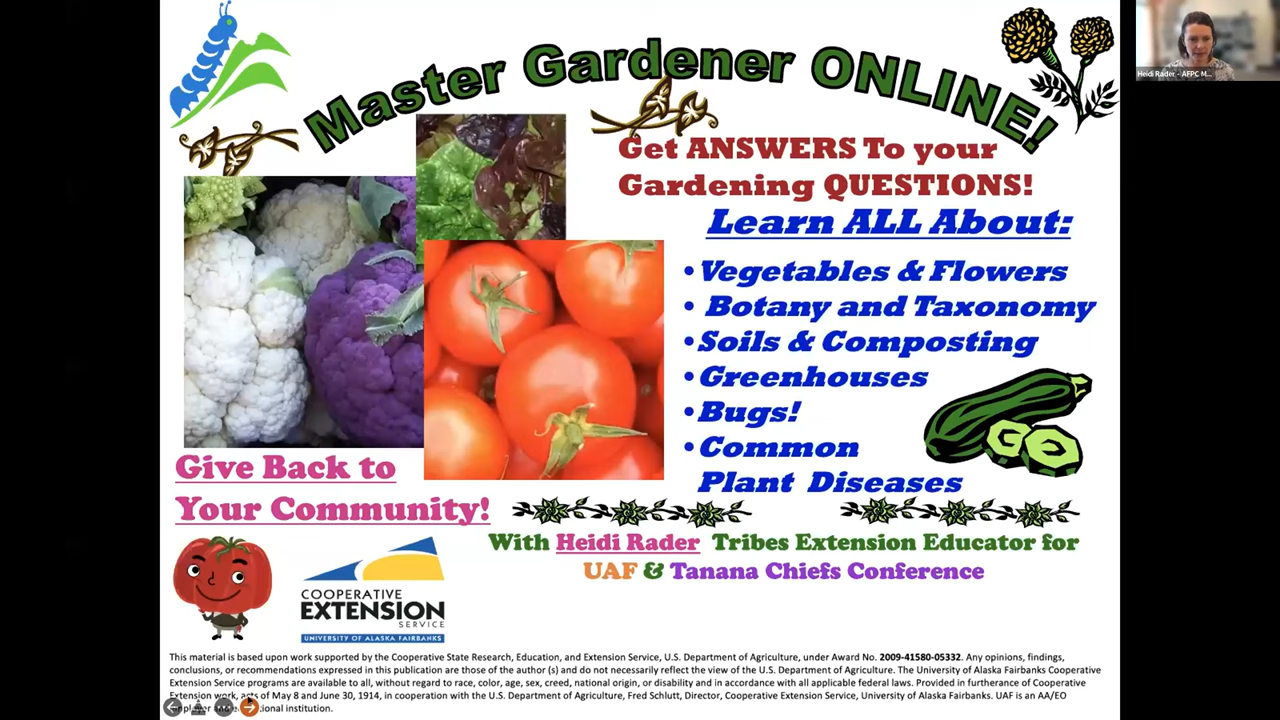 Master Gardener ONLINE!
Heidi Rader - AFPC M...
Get ANSWERS To your
Gardening QUESTIONS!
Learn ALL About:
• Vegetables & Flowers
• Botany and Taxonomy
• Soils & Composting
• Greenhouses
• Bugs!
• Common
Plant Diseases
Give Back to
Your Community!
With Heidi Rader Tribes Extension Educator for
UAF & Tanana Chiefs Conference
COOPERATIVE
EXTENSION
SERVICE
UNIVERSITY OF ALASKA FAIRBANKS
This material is based upon work supported by the Cooperative State Research, Education, and Extension Service, U.S. Department of Agriculture, under Award No. 2009-41580-05332. Any opinions, findings,
conclusions, or recommendations expressed in this publication are those of the author (s) and do not necessarily reflect the view of the U.S. Department of Agriculture. The University of Alaska Fairbanks Cooperative
Extension Service programs are available to all, without regard to race, color, age, sex, creed, national origin, or disability and in accordance with all applicable federal laws. Provided in furtherance of Cooperative
Extension work, acts of May 8 and June 30, 1914, in cooperation with the U.S. Department of Agriculture, Fred Schlutt, Director, Cooperative Extension Service, University of Alaska Fairbanks. UAF is an AA/EO
institution.